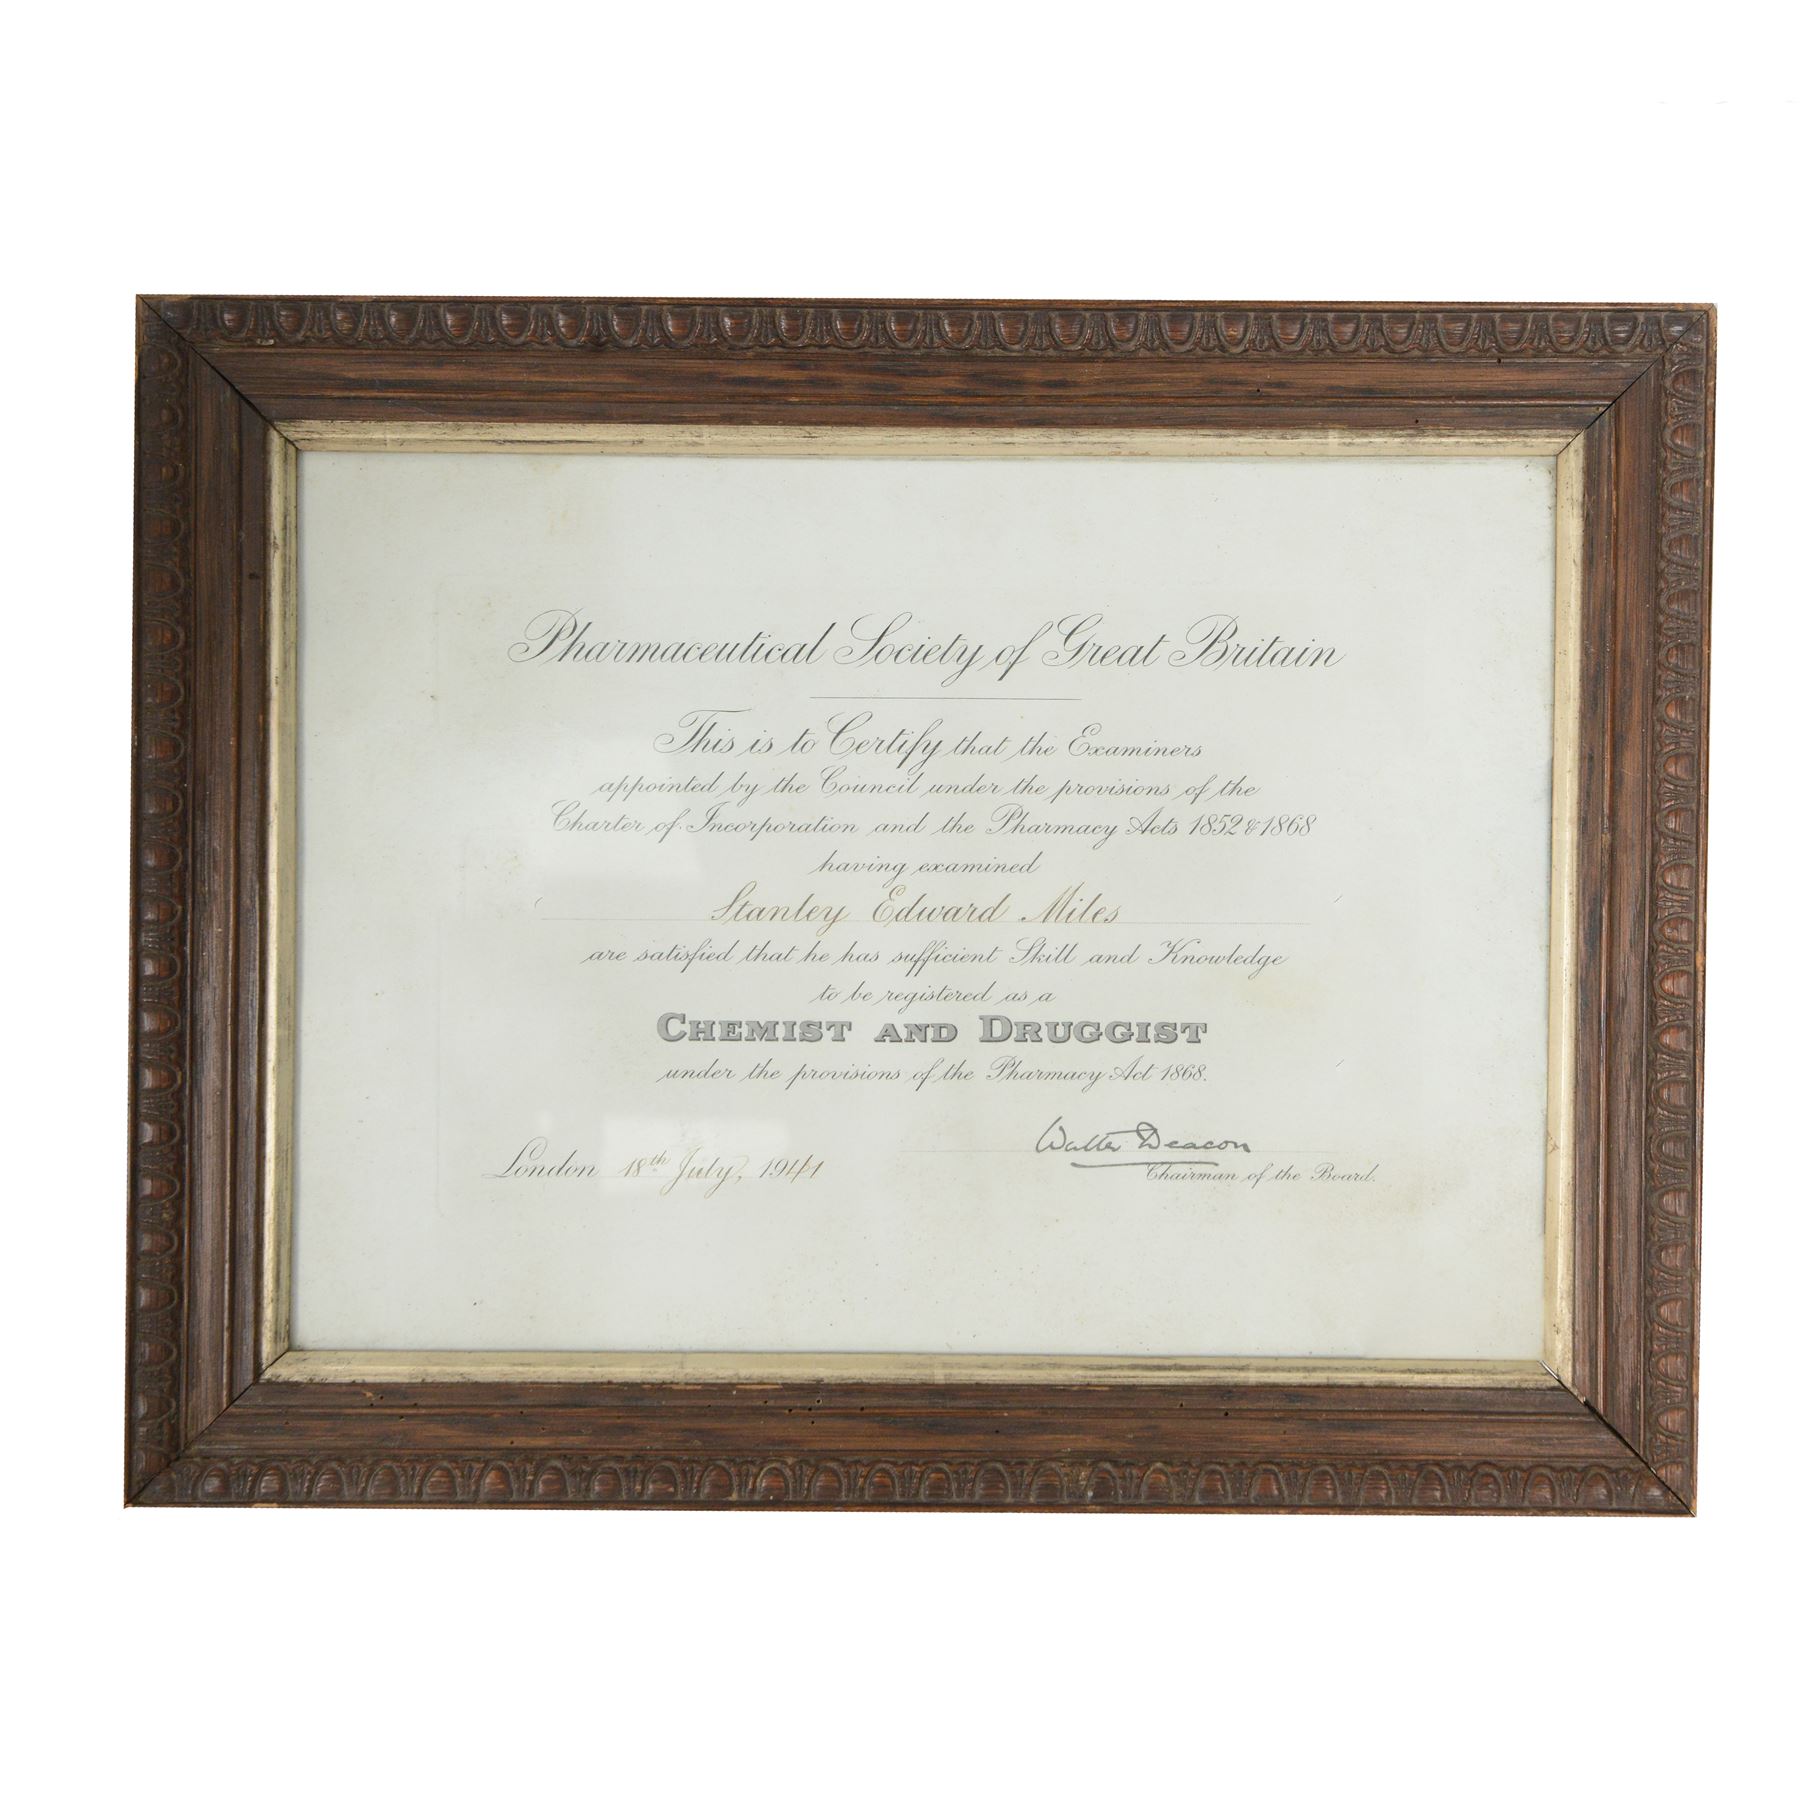 Pharmaceutical Society of Great Britain
This is to Certify that the Examiners
appointed by the Council under the provisions of the
Charter of Incorporation and the Pharmacy Acts 1852 & 1868
having examined
Stanley Edward Miles
are satisfied that he has sufficient Skill and Knowledge
to be registered as a
CHEMIST AND DRUGGIST
under the provisions of the Pharmacy Act 1868.
Walter Deacon
London 18th July, 1941
Chairman of the Board.